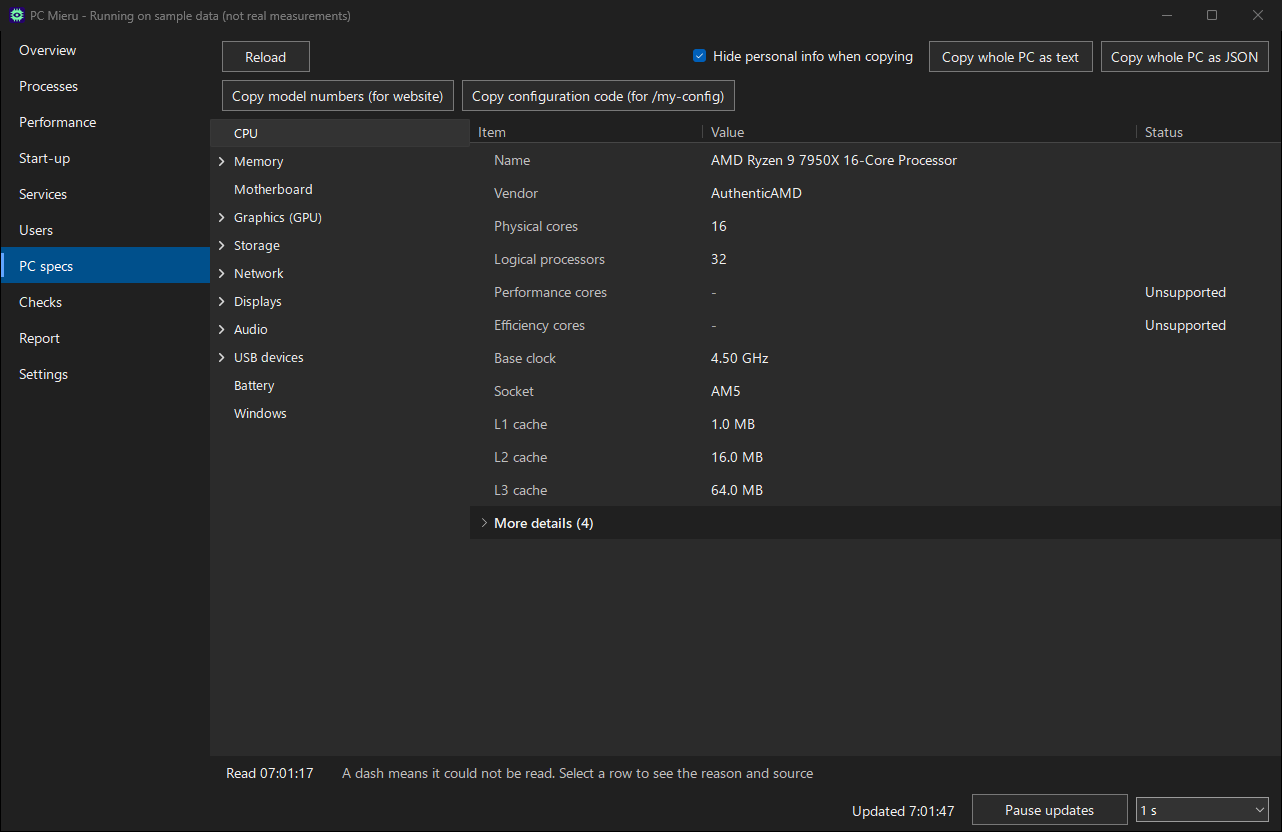 PC Mieru - Running on sample data (not real measurements)
Overview
Processes
Performance
Start-up
Services
Users
PC specs
Checks
Report
Settings
Reload
Hide personal info when copying
Copy whole PC as text
Copy whole PC as JSON
Copy model numbers (for website)
Copy configuration code (for /my-config)
CPU
Memory
Motherboard
Graphics (GPU)
Storage
Network
Displays
Audio
USB devices
Battery
Windows
Item Value Status
Name AMD Ryzen 9 7950X 16-Core Processor
Vendor AuthenticAMD
Physical cores 16
Logical processors 32
Performance cores - Unsupported
Efficiency cores - Unsupported
Base clock 4.50 GHz
Socket AM5
L1 cache 1.0 MB
L2 cache 16.0 MB
L3 cache 64.0 MB
More details (4)
Read 07:01:17 A dash means it could not be read. Select a row to see the reason and source
Updated 7:01:47
Pause updates
1 s